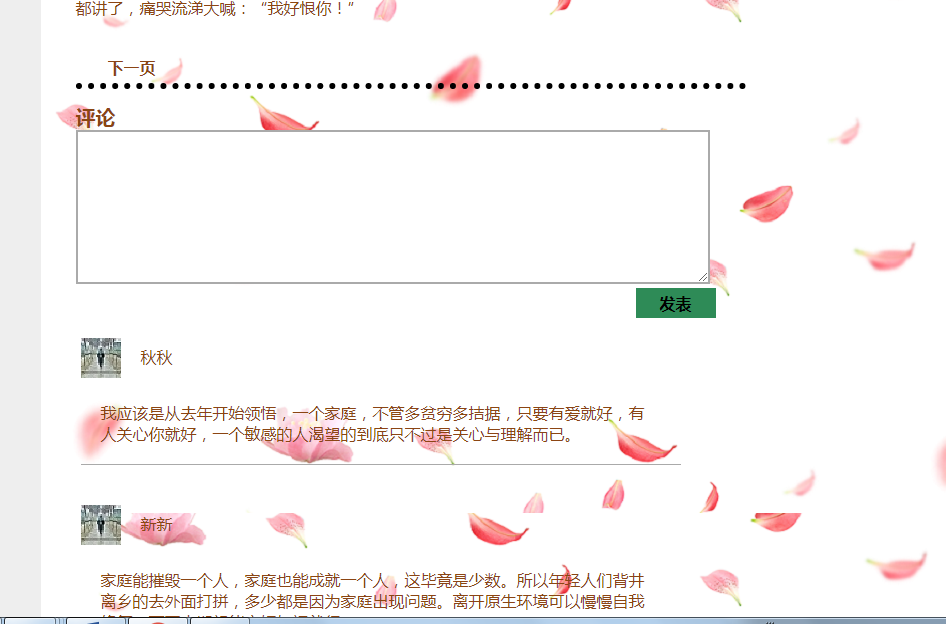 都讲了，痛哭流涕大喊：“我好恨你！”
下一页
评论
发表
秋秋
我应该是从去年开始领悟，一个家庭，不管多贫穷多拮据，只要有爱就好，有
人关心你就好，一个敏感的人渴望的到底只不过是关心与理解而已。
新新
家庭能摧毁一个人，家庭也能成就一个人，这毕竟是少数。所以年轻人们背井
离乡的去外面打拼，多少都是因为家庭出现问题。离开原生环境可以慢慢自我